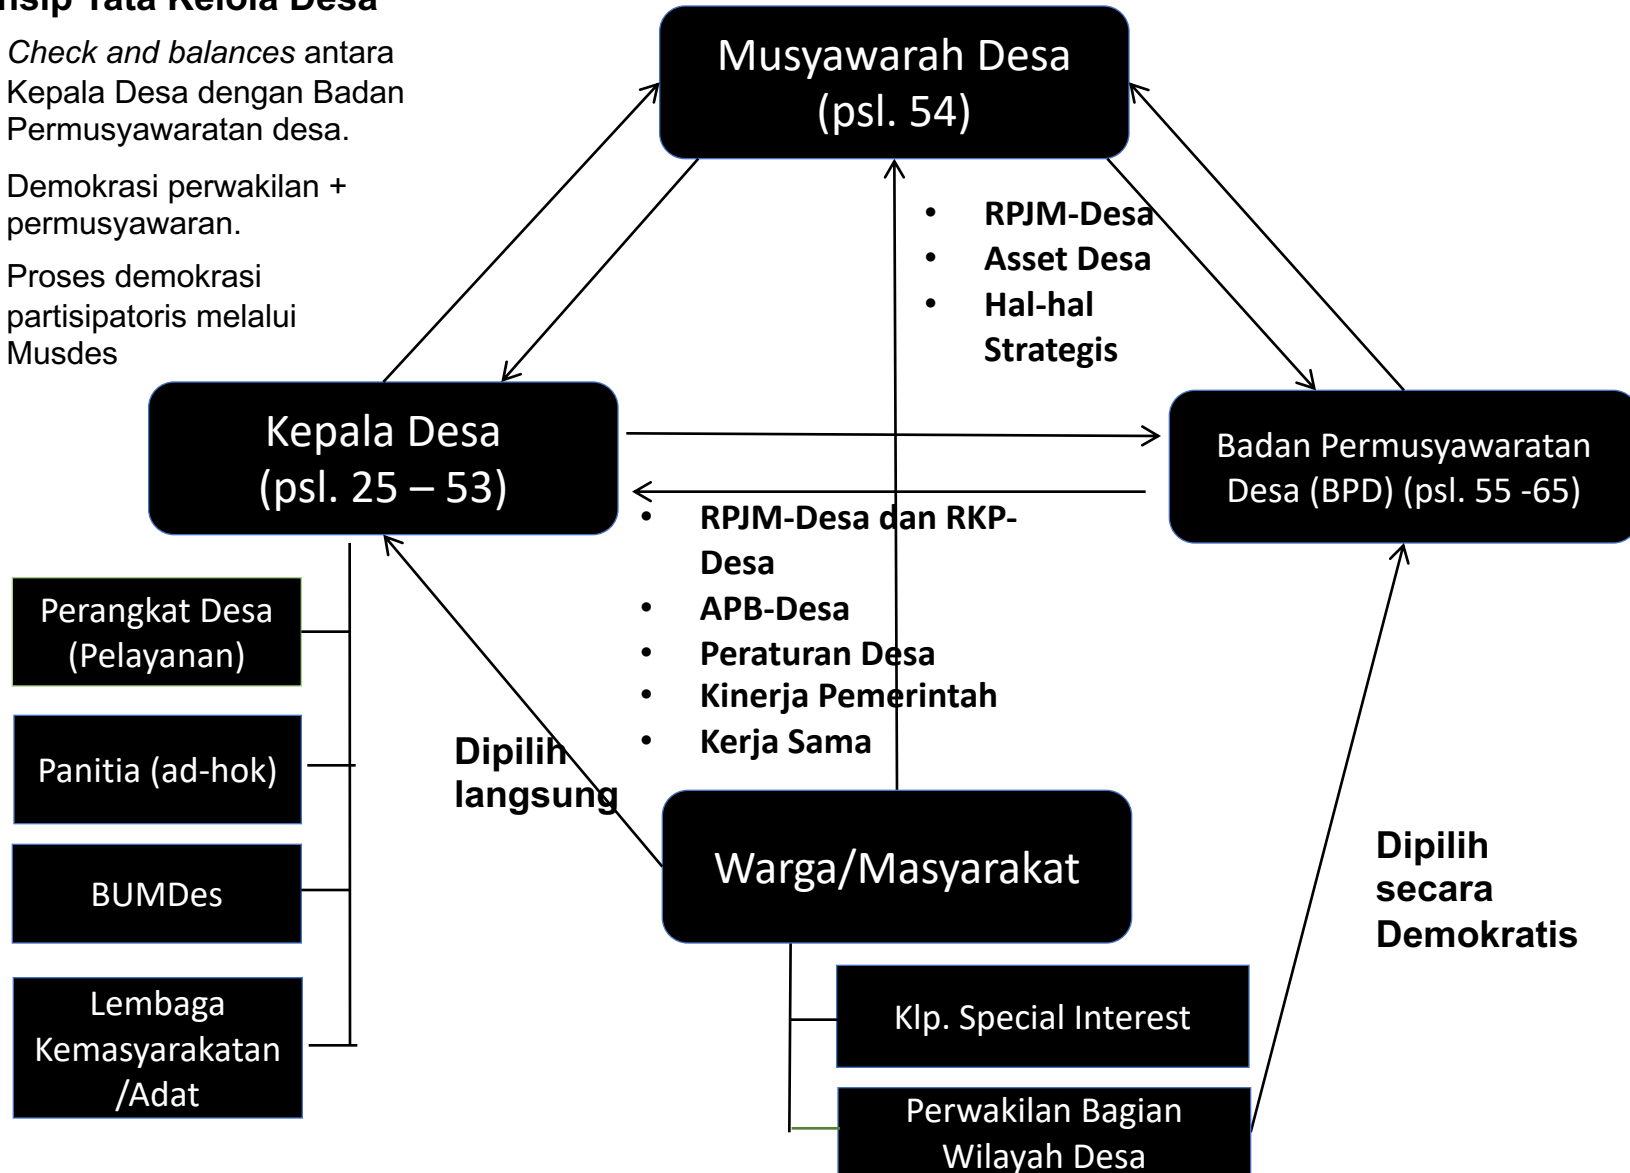 nsip Tata Kelola Desa
Check and balances antara
Kepala Desa dengan Badan
Permusyawaratan desa.
Demokrasi perwakilan +
permusyawaran.
Proses demokrasi
partisipatoris melalui
Musdes
Musyawarah Desa
(psl. 54)
• RPJM-Desa
• Asset Desa
• Hal-hal
Strategis
Kepala Desa
(psl. 25 – 53)
Badan Permusyawaratan
Desa (BPD) (psl. 55 -65)
• RPJM-Desa dan RKP-
Desa
• APB-Desa
• Peraturan Desa
• Kinerja Pemerintah
• Kerja Sama
Perangkat Desa
(Pelayanan)
Panitia (ad-hok)
BUMDes
Lembaga
Kemasyarakatan
/Adat
Dipilih
langsung
Warga/Masyarakat
Dipilih
secara
Demokratis
Klp. Special Interest
Perwakilan Bagian
Wilayah Desa